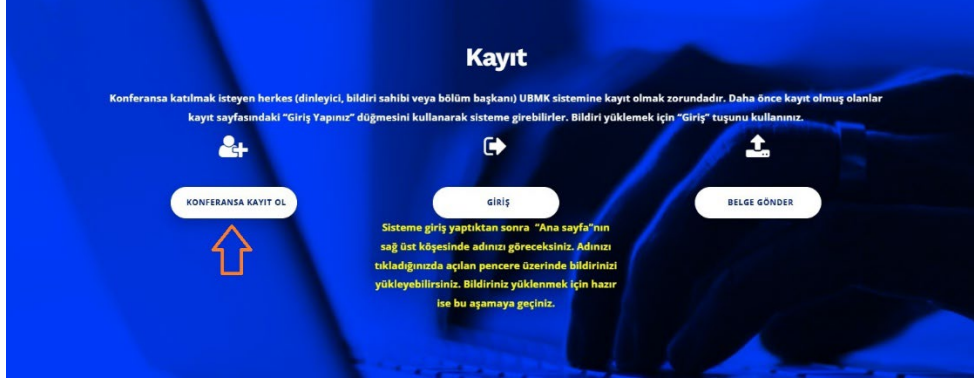 Kayıt
Konferansa katılmak isteyen herkes (dinleyici, bildiri sahibi veya bölüm başkanı) UBMK sistemine kayıt olmak zorundadır. Daha önce kayıt olmuş olanlar
kayıt sayfasındaki “Giriş Yapınız” düğmesini kullanarak sisteme girebilirler. Bildiri yüklemek için “Giriş” tuşunu kullanınız.
KONFERANSA KAYIT OL
GİRİŞ
BELGE GÖNDER
Sisteme giriş yaptıktan sonra “Ana sayfa”nın
sağ üst köşesinde adınızı göreceksiniz. Adınızı
tıkladığınızda açılan pencere üzerinde bildirinizi
yükleyebilirsiniz. Bildiriniz yüklenmek için hazır
ise bu aşamaya geçiniz.